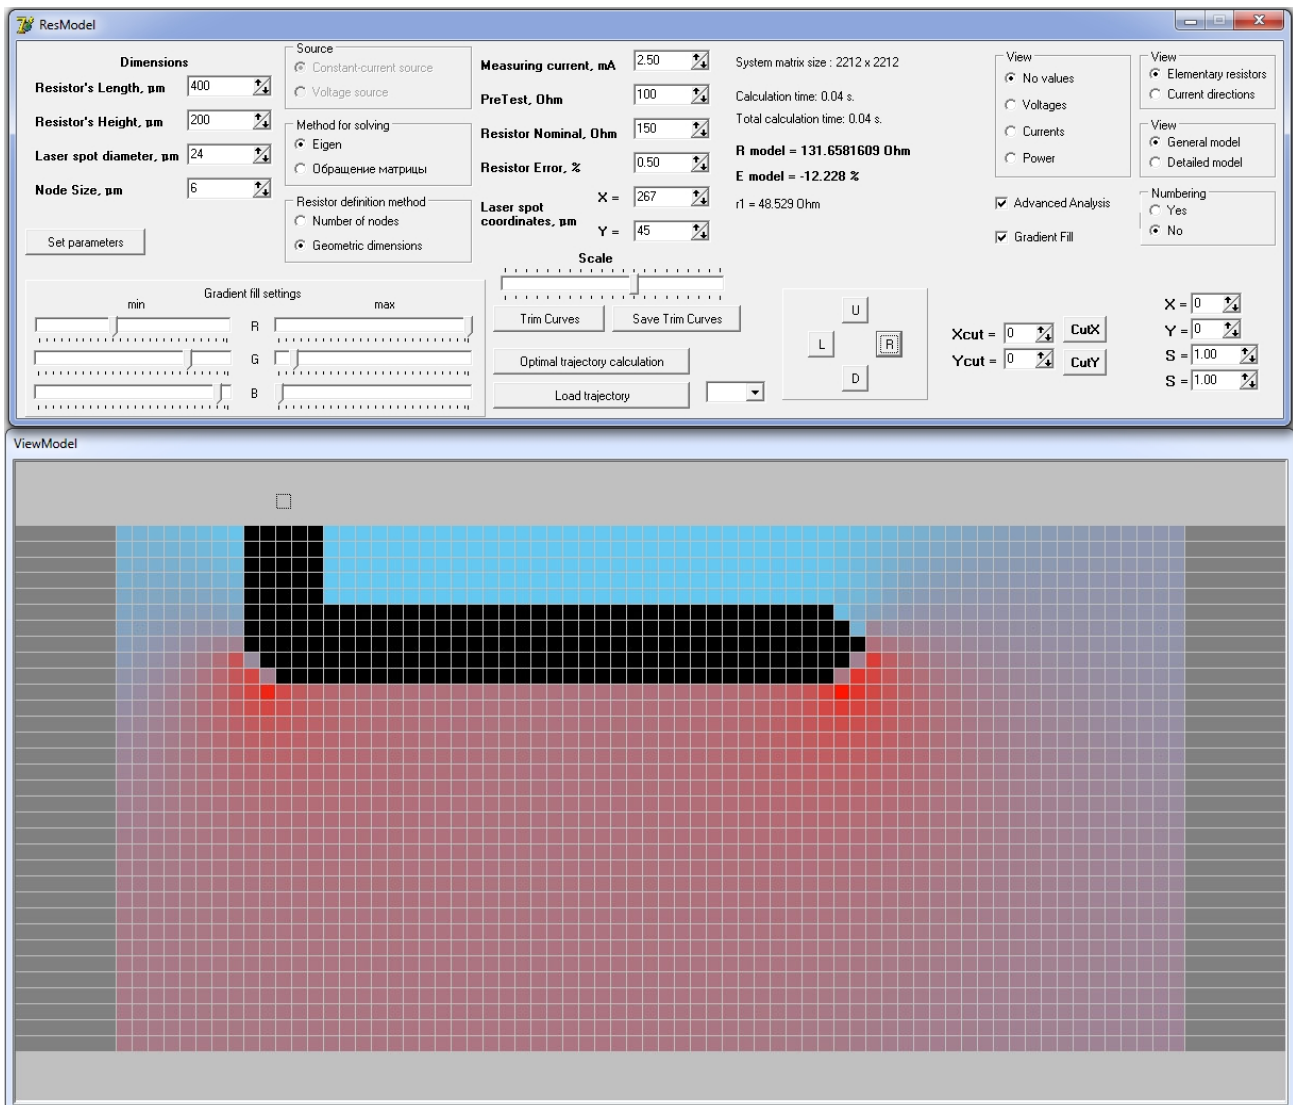 ResModel
Dimensions
Resistor's Length, µm 400
Resistor's Height, µm 200
Laser spot diameter, µm 24
Node Size, µm 6
Set parameters
Source
Constant-current source
Voltage source
Method for solving
Eigen
Обращение матрицы
Resistor definition method
Number of nodes
Geometric dimensions
Measuring current, mA 2.50
PreTest, Ohm 100
Resistor Nominal, Ohm 150
Resistor Error, % 0.50
Laser spot coordinates, µm
X = 267
Y = 45
System matrix size : 2212 x 2212
Calculation time: 0.04 s.
Total calculation time: 0.04 s.
R model = 131.6581609 Ohm
E model = -12.228 %
r1 = 48.529 Ohm
View
No values
Voltages
Currents
Power
Advanced Analysis
Gradient Fill
View
Elementary resistors
Current directions
View
General model
Detailed model
Numbering
Yes
No
Gradient fill settings
min max
R
G
B
Scale
Trim Curves Save Trim Curves
Optimal trajectory calculation
Load trajectory
U
L R
D
Xcut = 0 CutX
Ycut = 0 CutY
X = 0
Y = 0
S = 1.00
S = 1.00
ViewModel